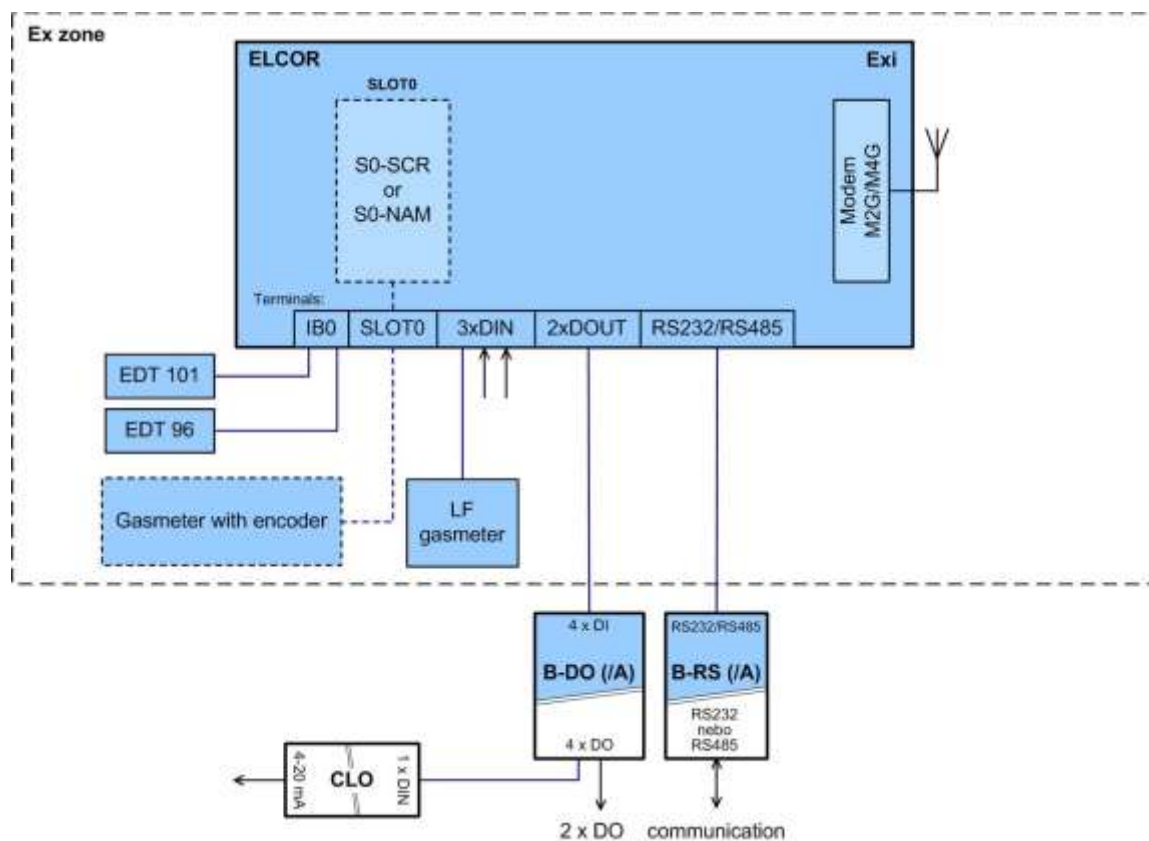 Ex zone
ELCOR
Exi
SLOT0
S0-SCR
or
S0-NAM
Modem
M2G/M4G
Terminals:
IB0
SLOT0
3xDIN
2xDOUT
RS232/RS485
EDT 101
EDT 96
Gasmeter with encoder
LF
gasmeter
4 x DI
B-DO (/A)
4 x DO
RS232/RS485
B-RS (/A)
RS232
nebo
RS485
4-20 mA
CLO
1 x DIN
2 x DO
communication